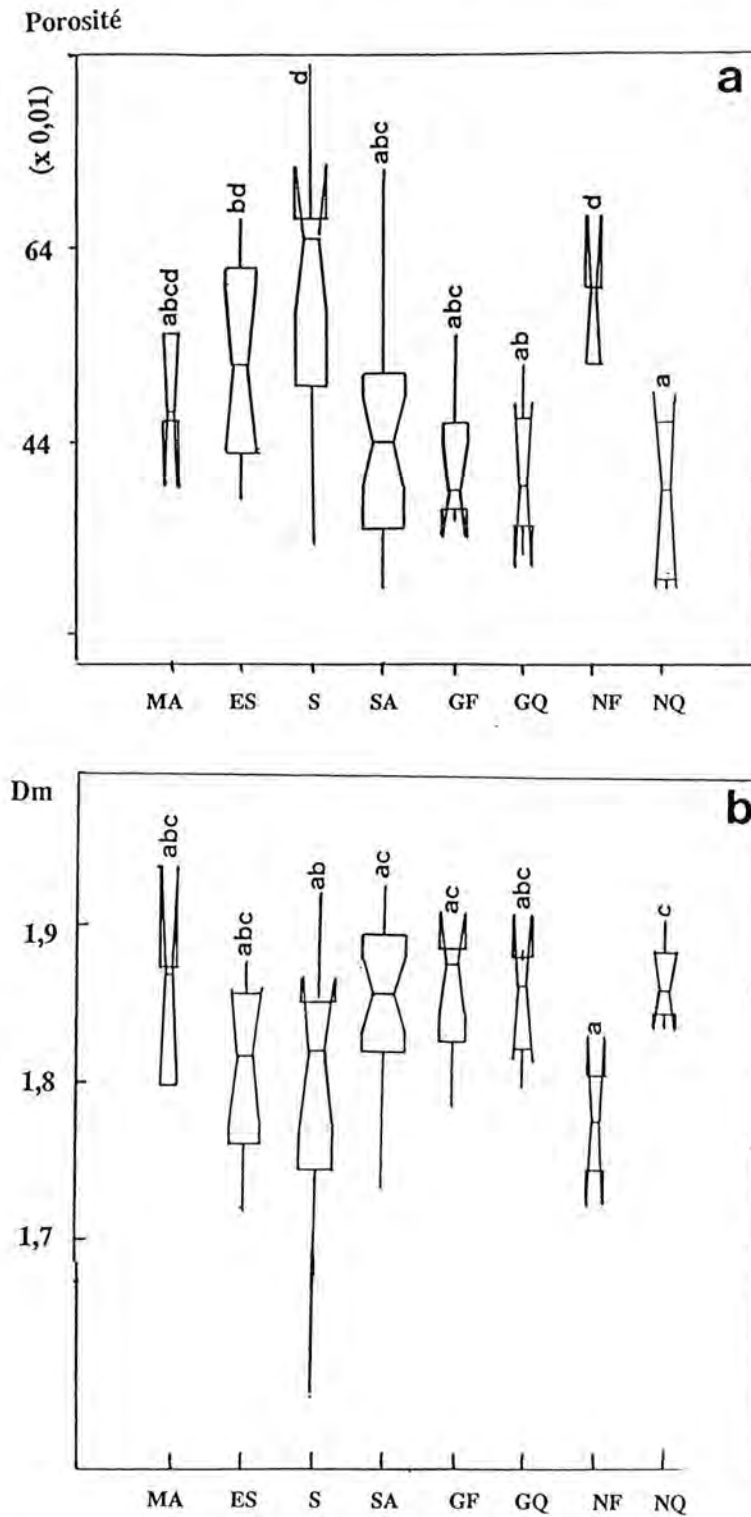 Porosité
a
(x 0,01)
64
44
abcd
bd
d
abc
abc
ab
d
a
MA ES S SA GF GQ NF NQ
Dm
b
1,9
1,8
1,7
abc
abc
ab
ac
ac
abc
a
c
MA ES S SA GF GQ NF NQ